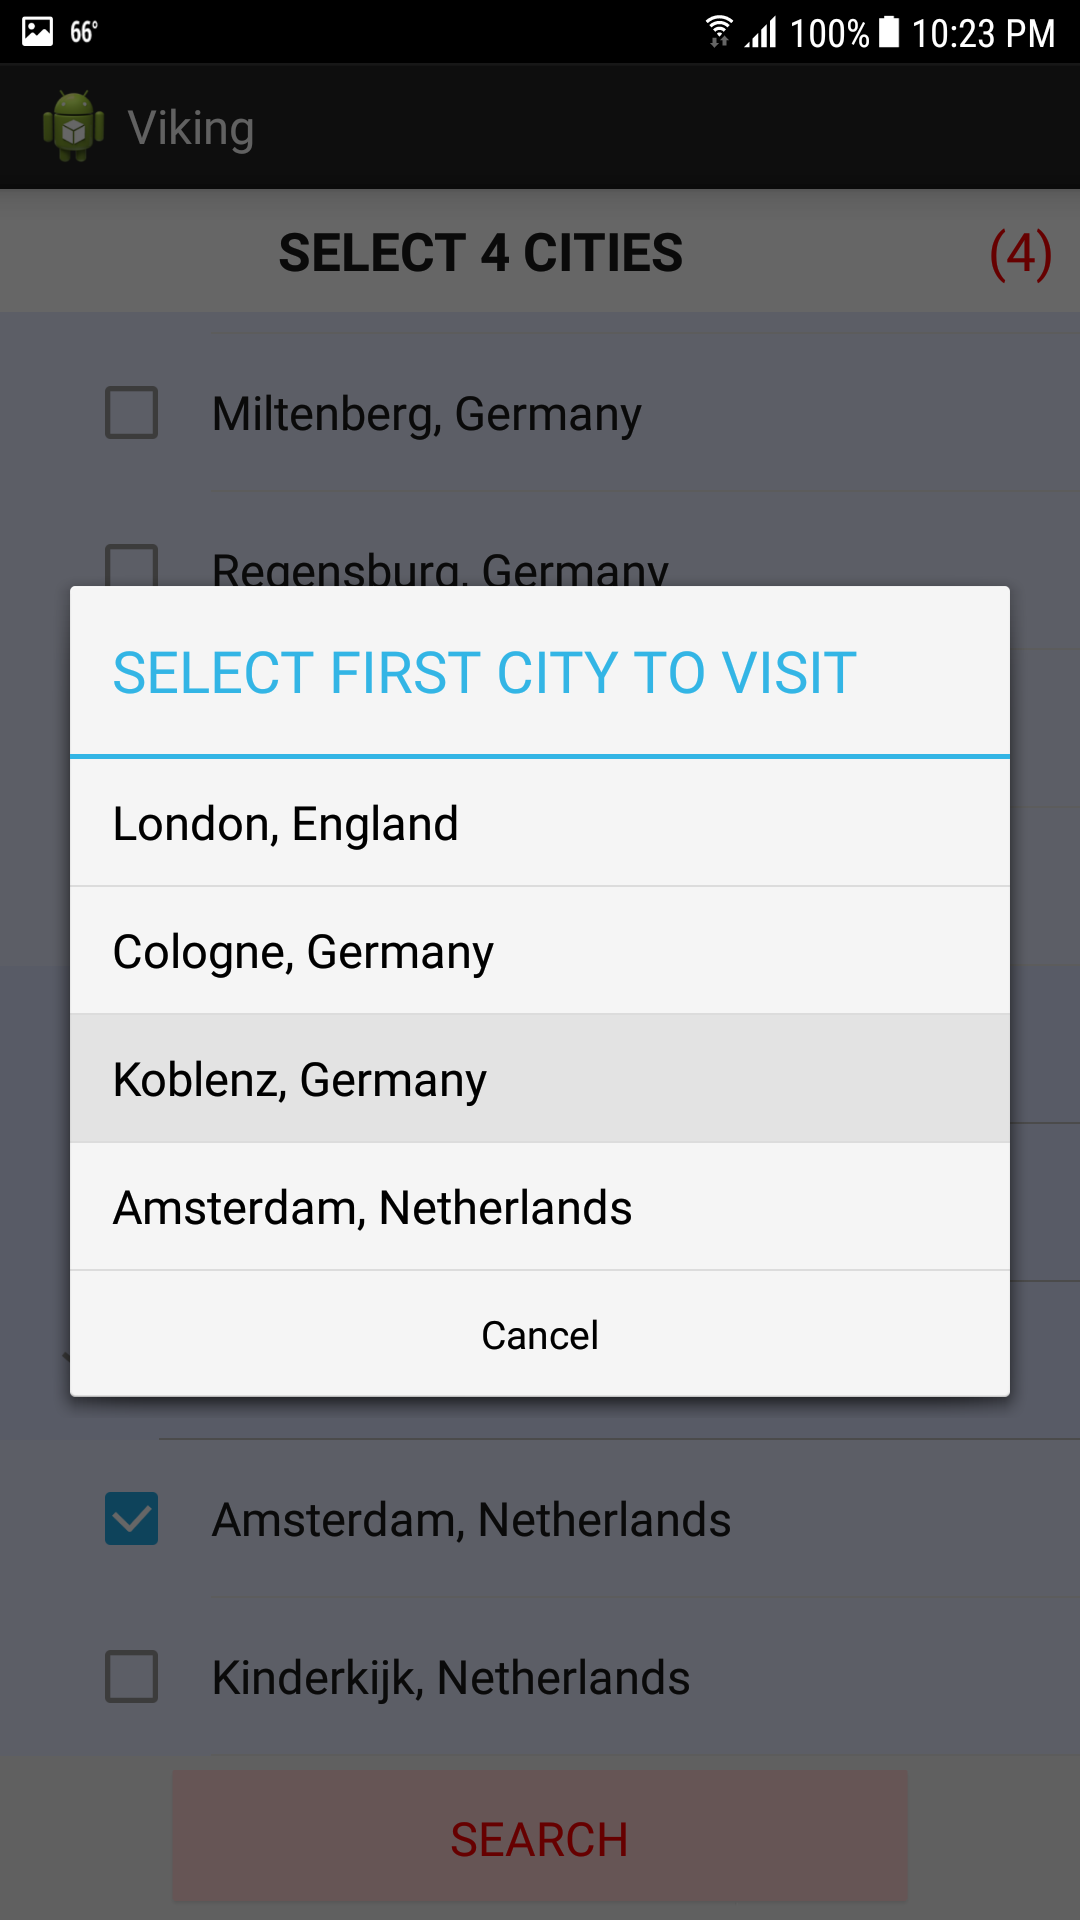 66° 100% 10:23 PM
Viking
SELECT 4 CITIES (4)
Miltenberg, Germany
Regensburg, Germany
SELECT FIRST CITY TO VISIT
London, England
Cologne, Germany
Koblenz, Germany
Amsterdam, Netherlands
Cancel
Amsterdam, Netherlands
Kinderkijk, Netherlands
SEARCH